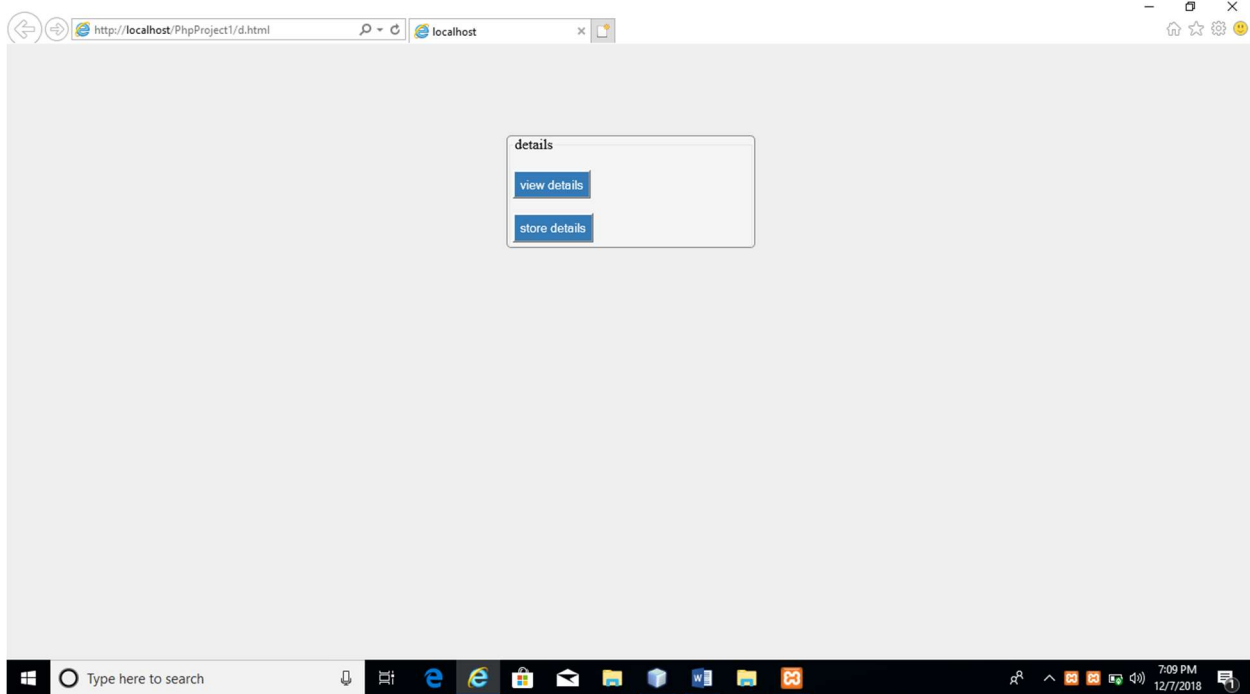 http://localhost/PhpProject1/d.html
localhost
details
view details
store details
Type here to search
7:09 PM
12/7/2018
1